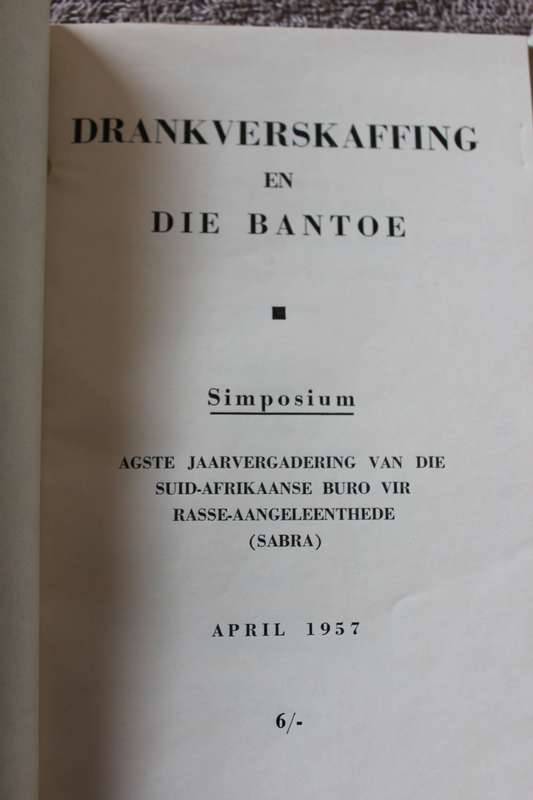 DRANKVERSKAFFING
EN
DIE BANTOE
Simposium
AGSTE JAARVERGADERING VAN DIE
SUID-AFRIKAANSE BURO VIR
RASSE-AANGELEENTHEDE
(SABRA)
APRIL 1957
6/-